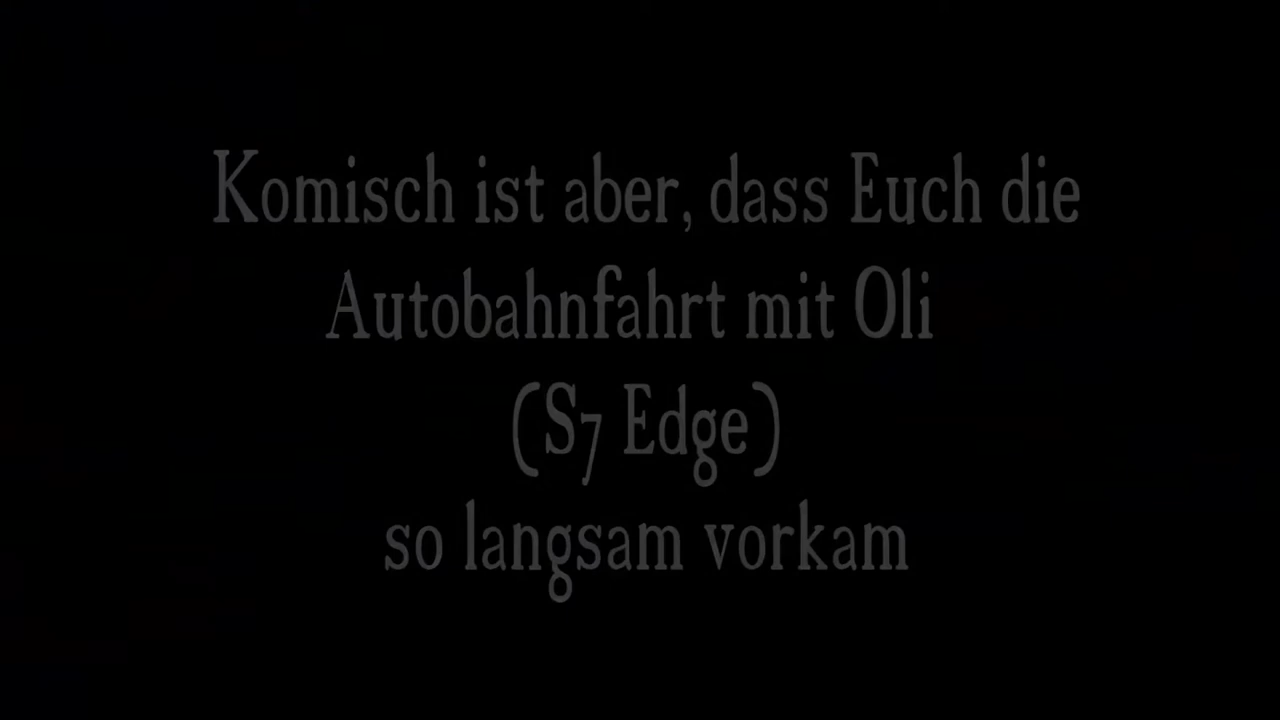 Komisch ist aber, dass Euch die
Autobahnfahrt mit Oli
(S7 Edge)
so langsam vorkam